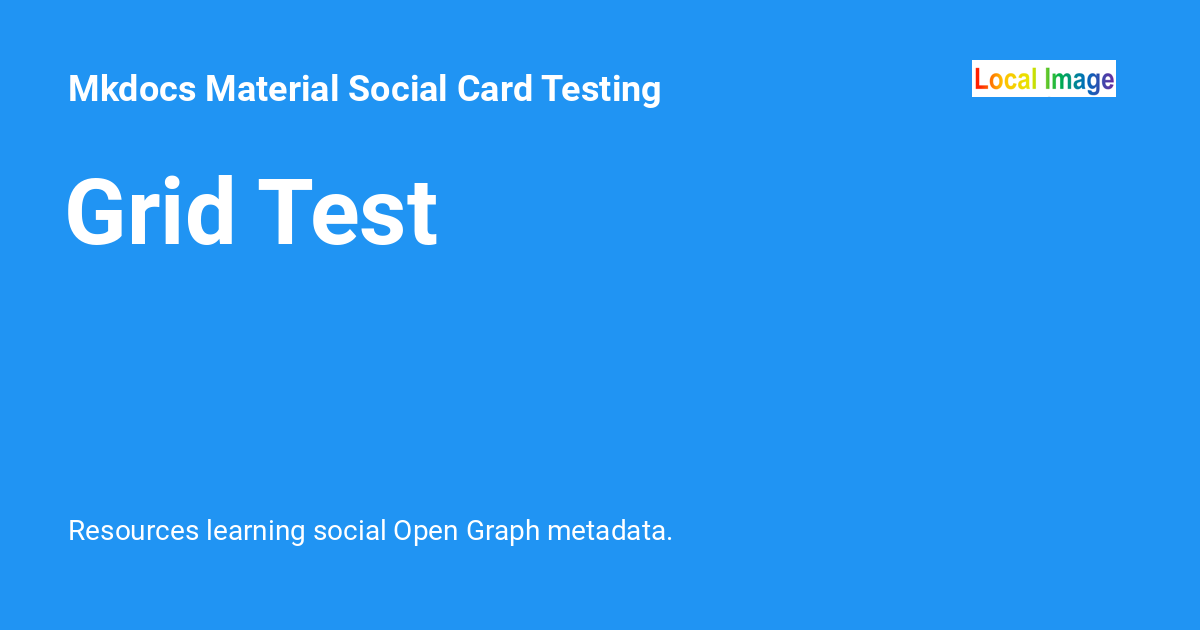 Mkdocs Material Social Card Testing
Local Image
Grid Test
Resources learning social Open Graph metadata.